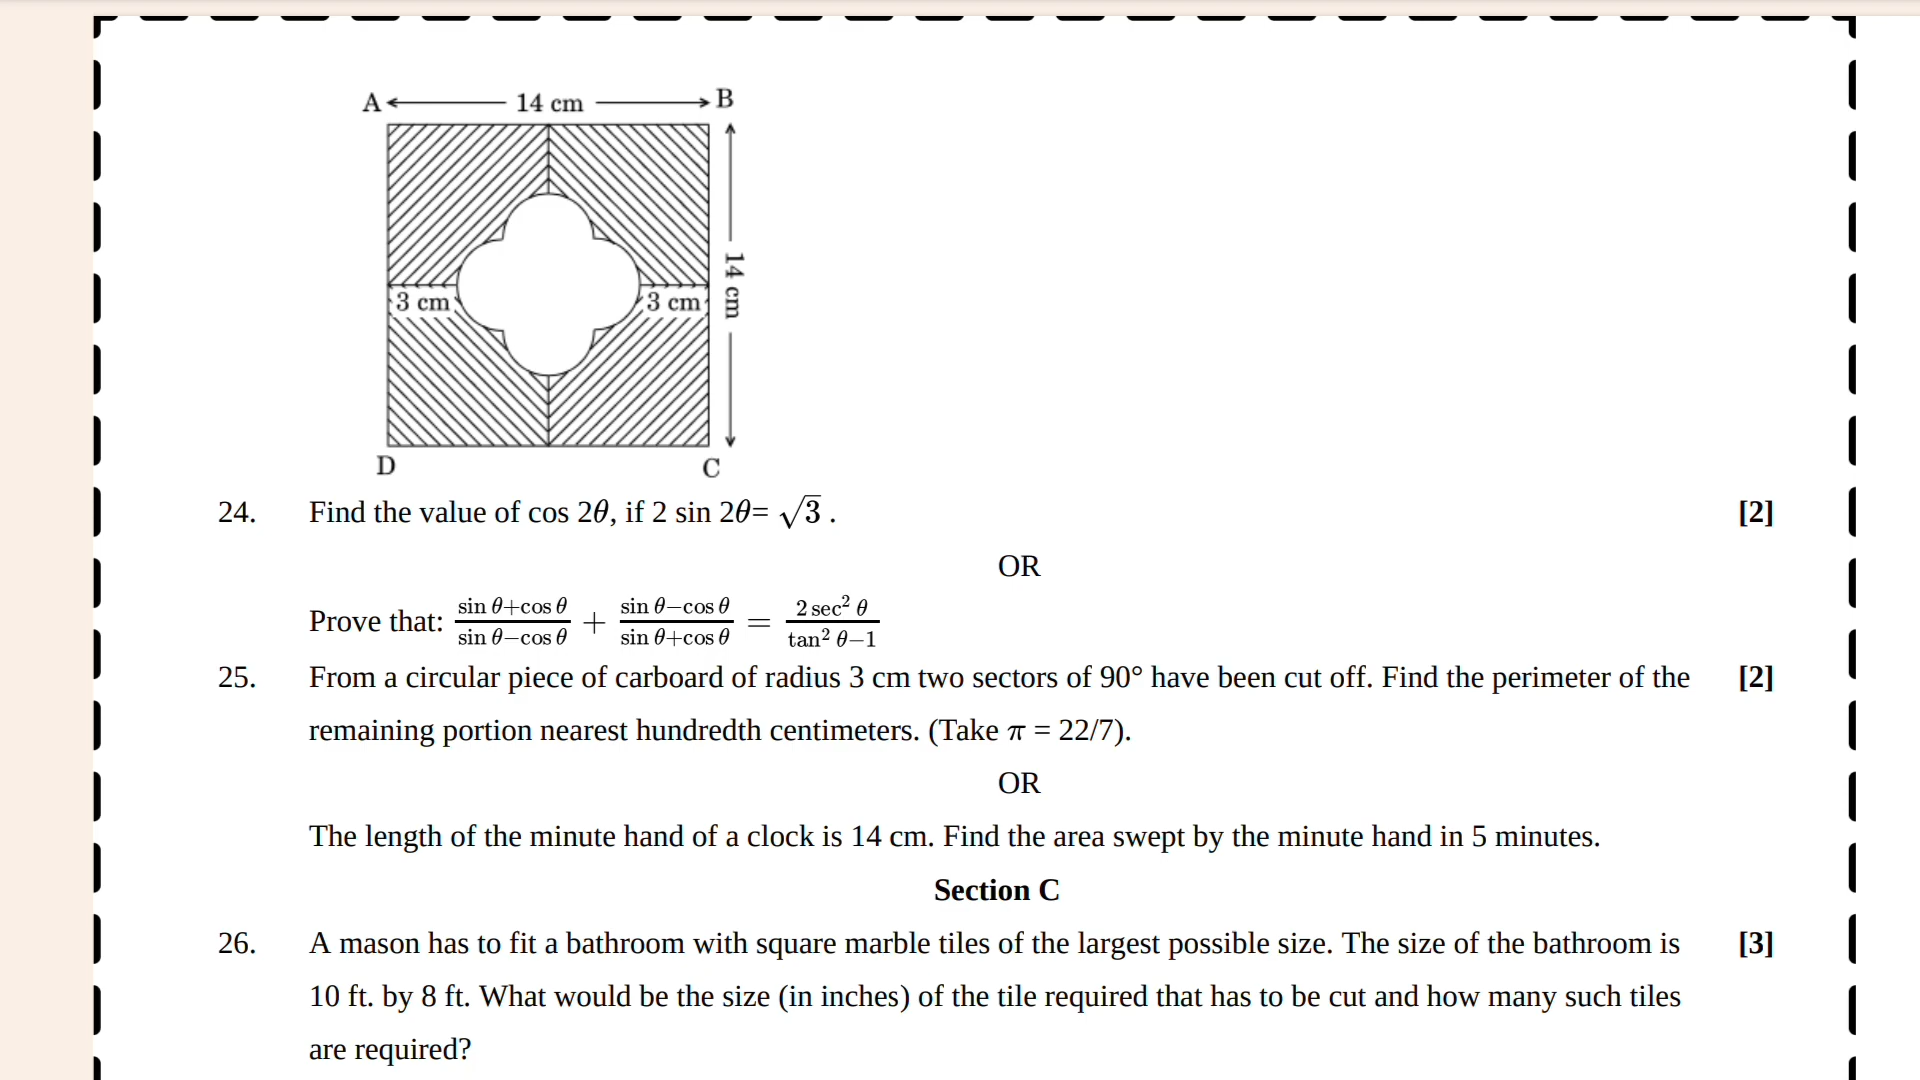 A 14 cm B
14 cm
3 cm 3 cm
D C
24. Find the value of cos 2θ, if 2 sin 2θ= √3 . [2]
OR
Prove that: (sin θ+cos θ)/(sin θ−cos θ) + (sin θ−cos θ)/(sin θ+cos θ) = (2 sec² θ)/(tan² θ−1)
25. From a circular piece of carboard of radius 3 cm two sectors of 90° have been cut off. Find the perimeter of the [2]
remaining portion nearest hundredth centimeters. (Take π = 22/7).
OR
The length of the minute hand of a clock is 14 cm. Find the area swept by the minute hand in 5 minutes.
Section C
26. A mason has to fit a bathroom with square marble tiles of the largest possible size. The size of the bathroom is [3]
10 ft. by 8 ft. What would be the size (in inches) of the tile required that has to be cut and how many such tiles
are required?